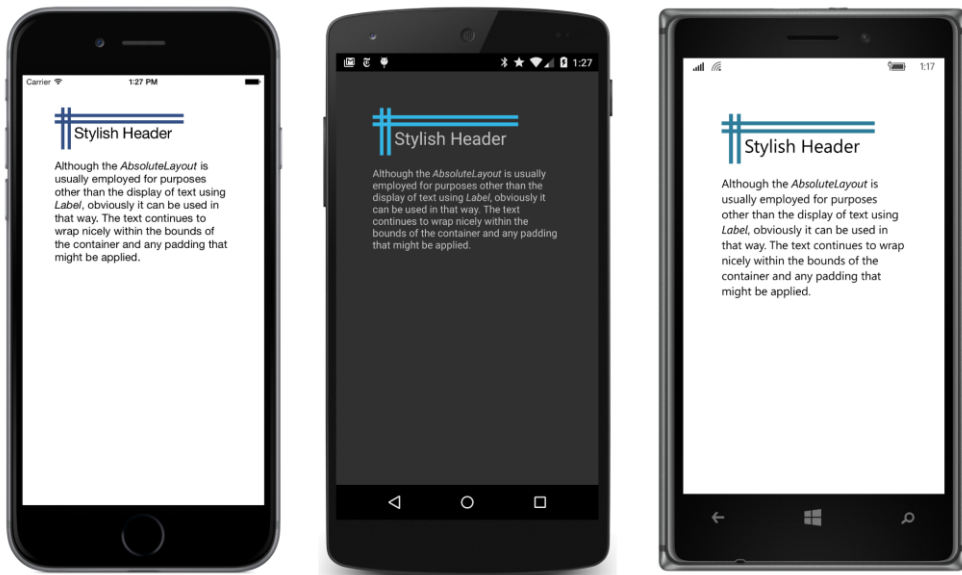 Carrier
1:27 PM
Stylish Header
Although the AbsoluteLayout is
usually employed for purposes
other than the display of text using
Label, obviously it can be used in
that way. The text continues to
wrap nicely within the bounds of
the container and any padding that
might be applied.
1:27
Stylish Header
Although the AbsoluteLayout is usually
employed for purposes other than the
display of text using Label, obviously it
can be used in that way. The text
continues to wrap nicely within the
bounds of the container and any padding
that might be applied.
1:17
Stylish Header
Although the AbsoluteLayout is
usually employed for purposes
other than the display of text using
Label, obviously it can be used in
that way. The text continues to wrap
nicely within the bounds of the
container and any padding that
might be applied.